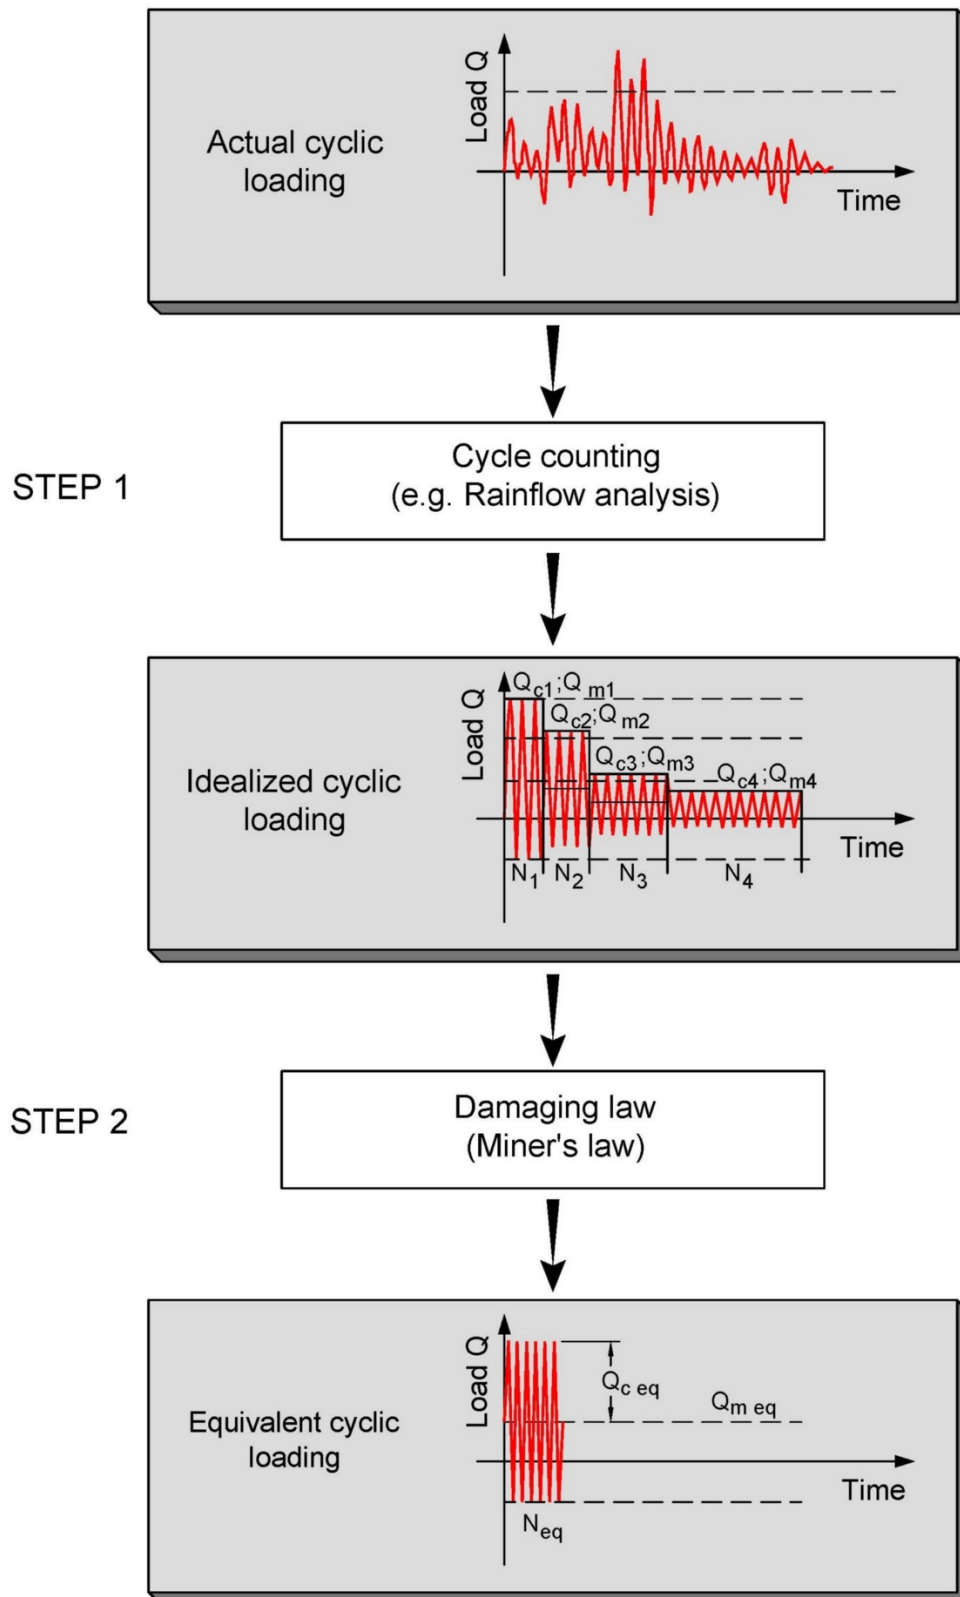 Load Q
Actual cyclic
loading
Time
STEP 1
Cycle counting
(e.g. Rainflow analysis)
Load Q
Qc1;Qm1
Qc2;Qm2
Qc3;Qm3
Qc4;Qm4
Idealized cyclic
loading
Time
N1 N2 N3 N4
STEP 2
Damaging law
(Miner's law)
Load Q
Qc eq
Qm eq
Equivalent cyclic
loading
Time
Neq